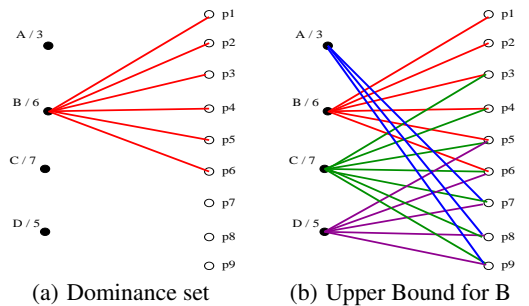 A / 3
B / 6
C / 7
D / 5
p1
p2
p3
p4
p5
p6
p7
p8
p9
(a) Dominance set
A / 3
B / 6
C / 7
D / 5
p1
p2
p3
p4
p5
p6
p7
p8
p9
(b) Upper Bound for B